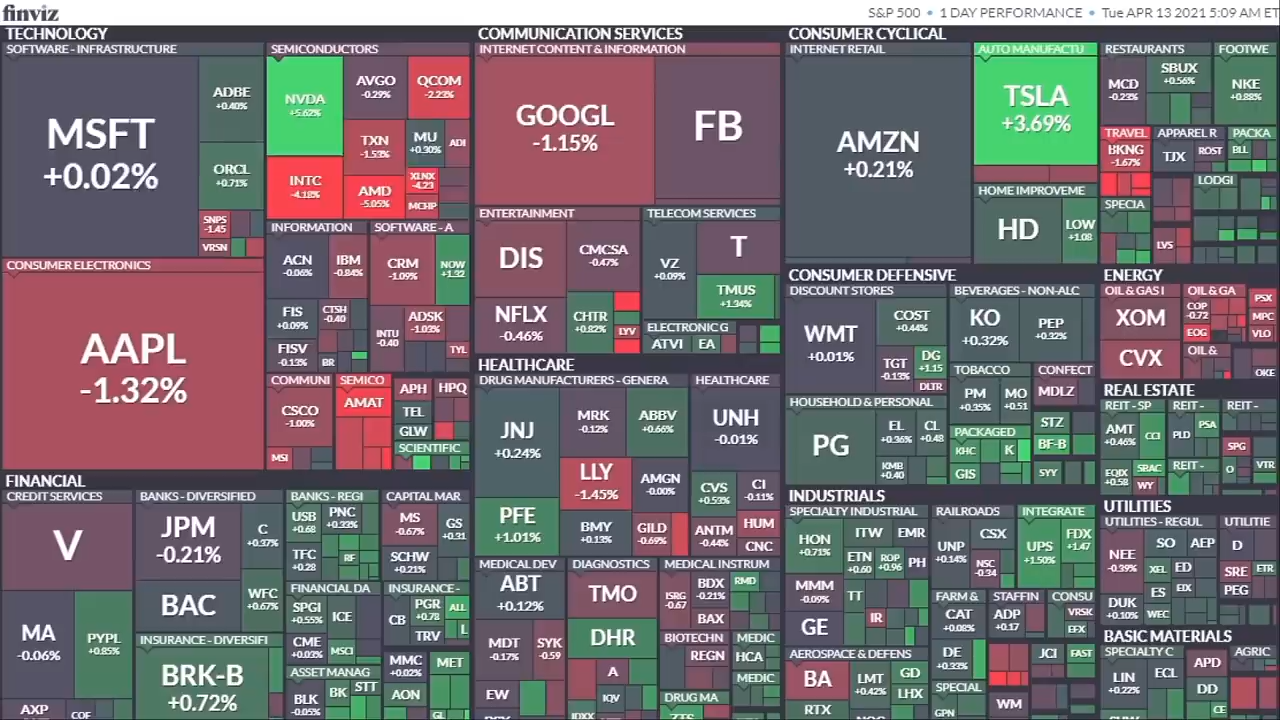 finviz
S&P 500 • 1 DAY PERFORMANCE • Tue APR 13 2021 5:09 AM ET
TECHNOLOGY
SOFTWARE - INFRASTRUCTURE
MSFT
+0.02%
ADBE
+0.40%
ORCL
+0.71%
SNPS
-1.45
VRSN
SEMICONDUCTORS
NVDA
+5.62%
AVGO
-0.29%
QCOM
-2.23%
TXN
-1.53%
MU
+0.30%
ADI
INTC
-4.18%
AMD
-5.05%
XLNX
-4.23
MCHP
CONSUMER ELECTRONICS
AAPL
-1.32%
INFORMATION
ACN
-0.06%
IBM
-0.84%
FIS
+0.09%
CTSH
-0.40
FISV
-0.13%
BR
SOFTWARE - A
CRM
-1.09%
NOW
+1.32
INTU
-0.40
ADSK
-1.03%
TYL
COMMUNI
CSCO
-1.00%
MSI
SEMICO
AMAT
APH
HPQ
TEL
GLW
SCIENTIFIC
COMMUNICATION SERVICES
INTERNET CONTENT & INFORMATION
GOOGL
-1.15%
FB
ENTERTAINMENT
DIS
CMCSA
-0.47%
NFLX
-0.46%
CHTR
+0.82%
LYV
TELECOM SERVICES
VZ
+0.09%
T
TMUS
+1.34%
ELECTRONIC G
ATVI
EA
CONSUMER CYCLICAL
INTERNET RETAIL
AMZN
+0.21%
AUTO MANUFACTU
TSLA
+3.69%
HOME IMPROVEME
HD
LOW
+1.08
RESTAURANTS
MCD
-0.23%
SBUX
+0.56%
FOOTWE
NKE
+0.88%
TRAVEL
BKNG
-1.67%
APPAREL R
TJX
ROST
PACKA
BLL
LODGI
SPECIA
LVS
HEALTHCARE
DRUG MANUFACTURERS - GENERA
JNJ
+0.24%
MRK
-0.12%
ABBV
+0.66%
LLY
-1.45%
AMGN
-0.00%
PFE
+1.01%
BMY
+0.13%
GILD
-0.69%
HEALTHCARE
UNH
-0.01%
CVS
+0.53%
CI
-0.11%
ANTM
-0.44%
HUM
CNC
MEDICAL DEV
ABT
+0.12%
MDT
-0.17%
SYK
-0.59
EW
DIAGNOSTICS
TMO
DHR
A
IQV
IDXX
MEDICAL INSTRUM
ISRG
-0.67
BDX
-0.21%
RMD
BAX
BIOTECHN
REGN
MEDIC
HCA
MEDIC
DRUG MA
ZTS
CONSUMER DEFENSIVE
DISCOUNT STORES
WMT
+0.01%
COST
+0.44%
TGT
-0.13%
DG
+1.15
DLTR
BEVERAGES - NON-ALC
KO
+0.32%
PEP
+0.32%
HOUSEHOLD & PERSONAL
PG
EL
+0.36%
CL
+0.48
KMB
+0.40
TOBACCO
PM
+0.35%
MO
+0.51
CONFECT
MDLZ
PACKAGED
KHC
K
GIS
STZ
BF-B
SYY
ENERGY
OIL & GAS I
XOM
CVX
OIL & GA
COP
-0.72
EOG
OIL &
PSX
MPC
VLO
OKE
REAL ESTATE
REIT - SP
AMT
+0.46%
CCI
EQIX
+0.58
SBAC
WY
REIT -
PLD
PSA
REIT -
REIT -
SPG
O
VTR
FINANCIAL
CREDIT SERVICES
V
MA
-0.06%
PYPL
+0.85%
AXP
COF
BANKS - DIVERSIFIED
JPM
-0.21%
C
+0.37%
BAC
WFC
+0.67%
INSURANCE - DIVERSIFI
BRK-B
+0.72%
BANKS - REGI
USB
+0.68
PNC
+0.33%
TFC
+0.28
RF
FINANCIAL DA
SPGI
+0.55%
ICE
CME
+0.03%
MSCI
ASSET MANAG
BLK
-0.05%
BK
STT
CAPITAL MAR
MS
-0.67%
GS
+0.31
SCHW
+0.21%
INSURANCE -
CB
PGR
+0.78
ALL
TRV
L
MMC
+0.02%
AON
MET
GL
INDUSTRIALS
SPECIALTY INDUSTRIAL
HON
+0.71%
ITW
EMR
ETN
+0.60
ROP
+0.96
PH
MMM
-0.09%
TT
GE
IR
RAILROADS
UNP
+0.14%
CSX
NSC
-0.34
INTEGRATE
UPS
+1.50%
FDX
+1.47
FARM &
CAT
+0.08%
DE
+0.33%
STAFFIN
ADP
+0.17
CONSU
VRSK
EFX
JCI
FAST
AEROSPACE & DEFENS
BA
LMT
+0.42%
GD
LHX
RTX
NOC
SPECIAL
GPN
WM
UTILITIES
UTILITIES - REGUL
NEE
-0.39%
SO
AEP
XEL
ED
ES
EIX
DUK
+0.10%
WEC
UTILITIE
D
SRE
ETR
PEG
BASIC MATERIALS
SPECIALTY C
LIN
+0.22%
ECL
APD
DD
CE
AGRIC